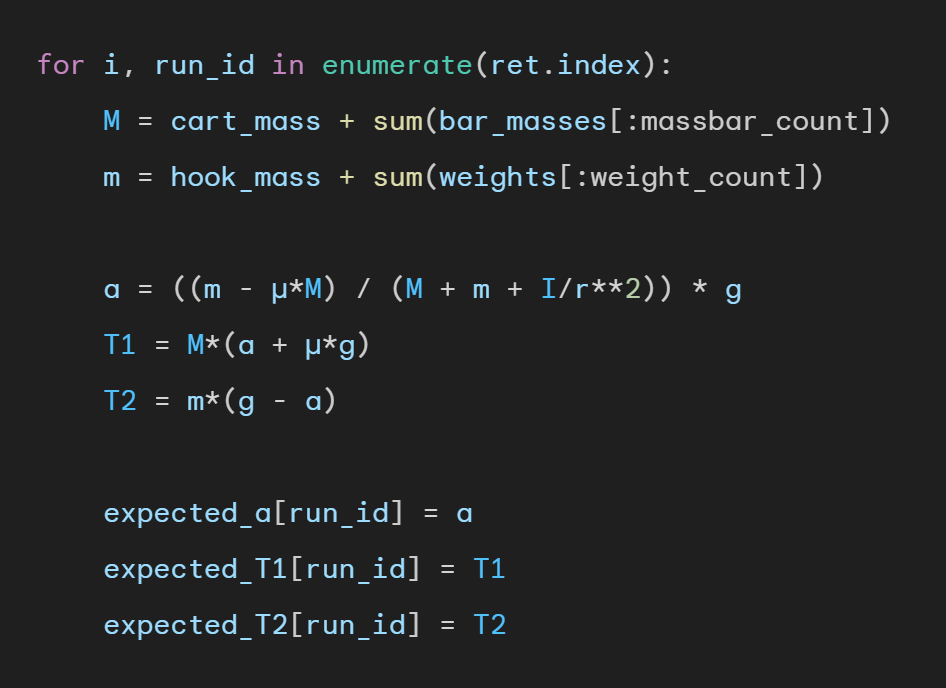 for i, run_id in enumerate(ret.index):
    M = cart_mass + sum(bar_masses[:massbar_count])
    m = hook_mass + sum(weights[:weight_count])

    a = ((m - μ*M) / (M + m + I/r**2)) * g
    T1 = M*(a + μ*g)
    T2 = m*(g - a)

    expected_a[run_id] = a
    expected_T1[run_id] = T1
    expected_T2[run_id] = T2